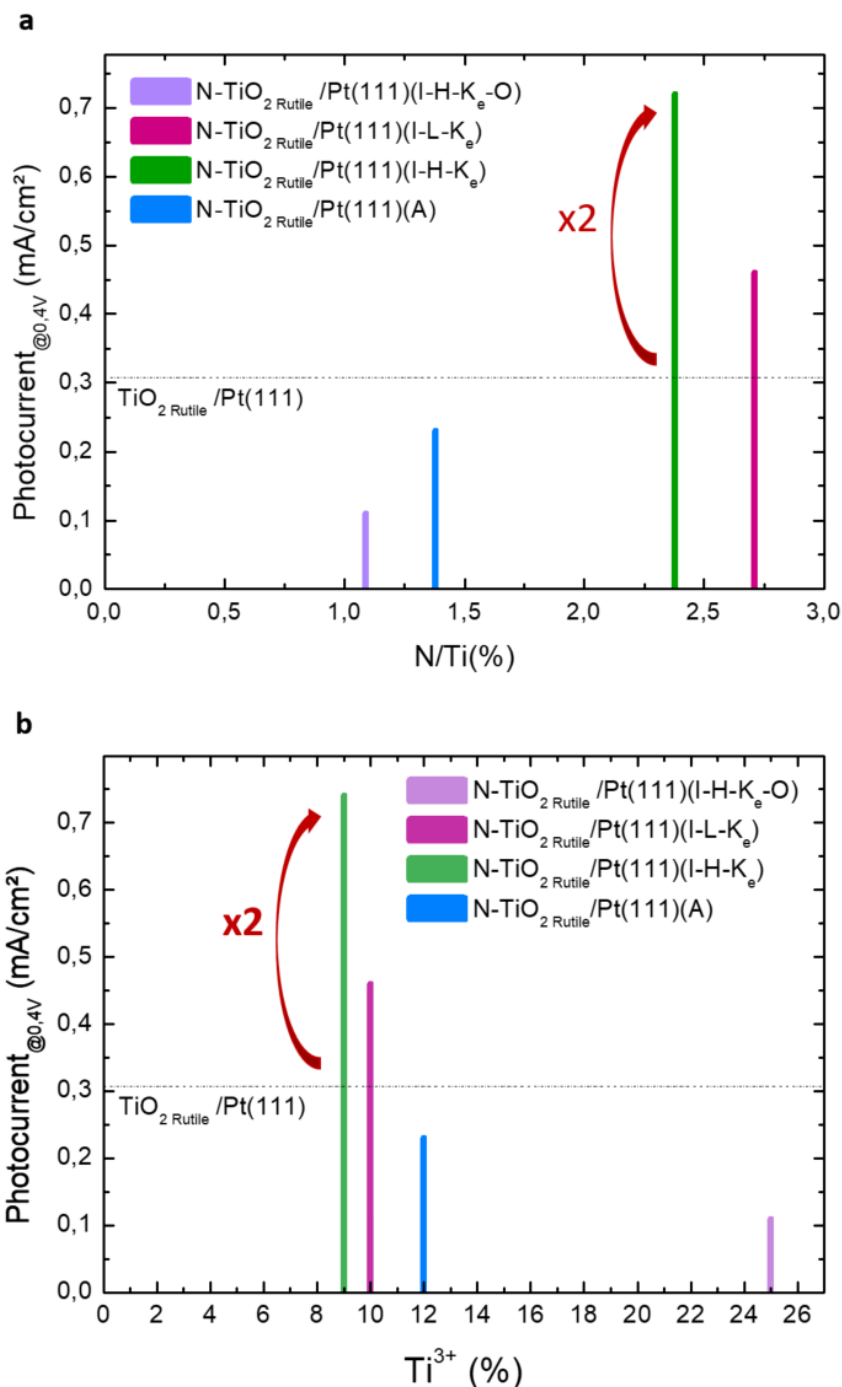 a
N-TiO2 Rutile /Pt(111)(I-H-Ke-O)
N-TiO2 Rutile/Pt(111)(I-L-Ke)
N-TiO2 Rutile/Pt(111)(I-H-Ke)
N-TiO2 Rutile/Pt(111)(A)
x2
TiO2 Rutile /Pt(111)
Photocurrent@0,4V (mA/cm²)
0,7
0,6
0,5
0,4
0,3
0,2
0,1
0,0
0,0 0,5 1,0 1,5 2,0 2,5 3,0
N/Ti(%)
b
N-TiO2 Rutile /Pt(111)(I-H-Ke-O)
N-TiO2 Rutile/Pt(111)(I-L-Ke)
N-TiO2 Rutile/Pt(111)(I-H-Ke)
N-TiO2 Rutile/Pt(111)(A)
x2
TiO2 Rutile /Pt(111)
Photocurrent@0,4V (mA/cm²)
0,7
0,6
0,5
0,4
0,3
0,2
0,1
0,0
0 2 4 6 8 10 12 14 16 18 20 22 24 26
Ti3+ (%)